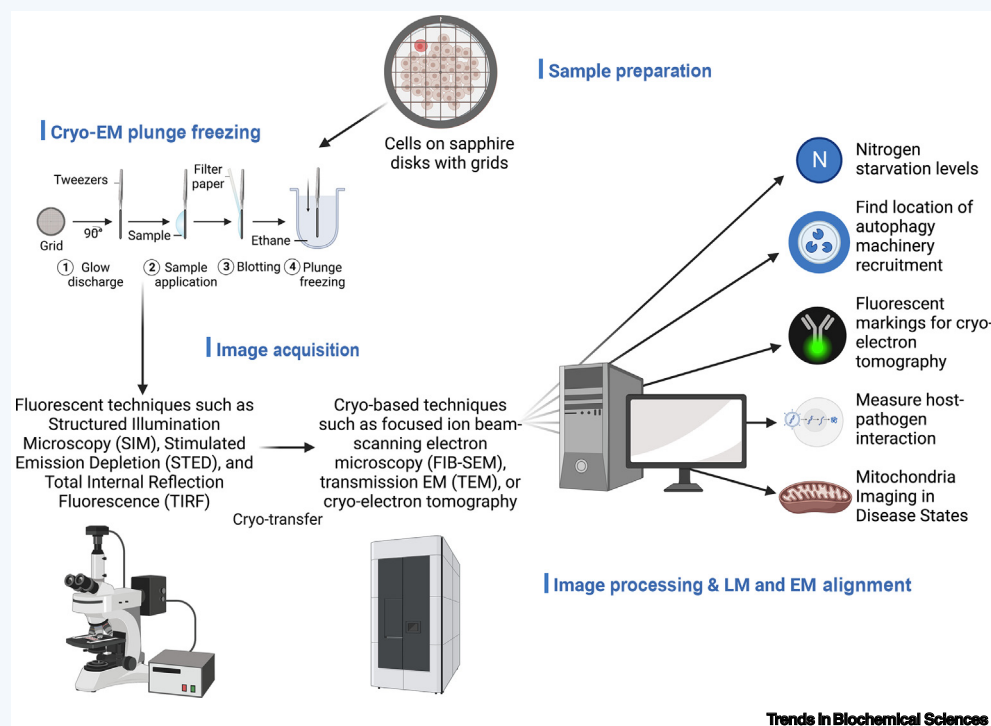 Sample preparation
Cells on sapphire
disks with grids
Cryo-EM plunge freezing
Tweezers
Filter
paper
Grid
90°
Sample
Ethane
1 Glow
discharge
2 Sample
application
3 Blotting
4 Plunge
freezing
Image acquisition
Fluorescent techniques such as
Structured Illumination
Microscopy (SIM), Stimulated
Emission Depletion (STED), and
Total Internal Reflection
Fluorescence (TIRF)
Cryo-transfer
Cryo-based techniques
such as focused ion beam-
scanning electron
microscopy (FIB-SEM),
transmission EM (TEM), or
cryo-electron tomography
N
Nitrogen
starvation levels
Find location of
autophagy
machinery
recruitment
Fluorescent
markings for cryo-
electron
tomography
Measure host-
pathogen
interaction
Mitochondria
Imaging in
Disease States
Image processing & LM and EM alignment
Trends in Biochemical Sciences